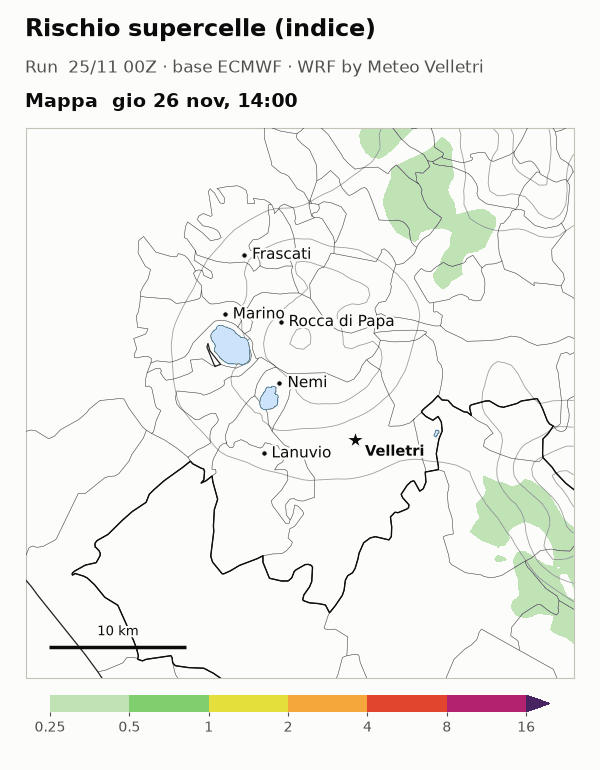 Rischio supercelle (indice)
Run  25/11 00Z · base ECMWF · WRF by Meteo Velletri
Mappa  gio 26 nov, 14:00
Frascati
Marino
Rocca di Papa
Nemi
Velletri
Lanuvio
10 km
0.25 0.5 1 2 4 8 16